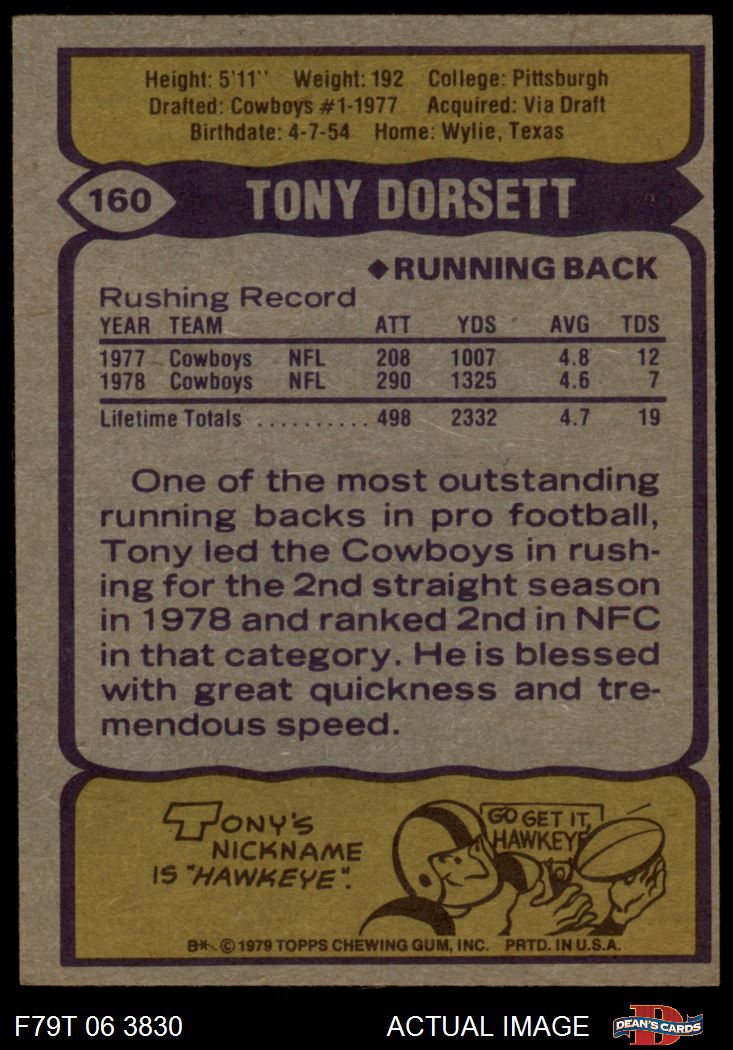 Height: 5'11" Weight: 192 College: Pittsburgh
Drafted: Cowboys #1-1977 Acquired: Via Draft
Birthdate: 4-7-54 Home: Wylie, Texas
160 TONY DORSETT
◆RUNNING BACK
Rushing Record
YEAR TEAM ATT YDS AVG TDS
1977 Cowboys NFL 208 1007 4.8 12
1978 Cowboys NFL 290 1325 4.6 7
Lifetime Totals .......... 498 2332 4.7 19
One of the most outstanding
running backs in pro football,
Tony led the Cowboys in rush-
ing for the 2nd straight season
in 1978 and ranked 2nd in NFC
in that category. He is blessed
with great quickness and tre-
mendous speed.
TONY'S
NICKNAME
IS "HAWKEYE".
GO GET IT,
HAWKEYE
B* © 1979 TOPPS CHEWING GUM, INC. PRTD. IN U.S.A.
F79T 06 3830 ACTUAL IMAGE D DEAN'S CARDS